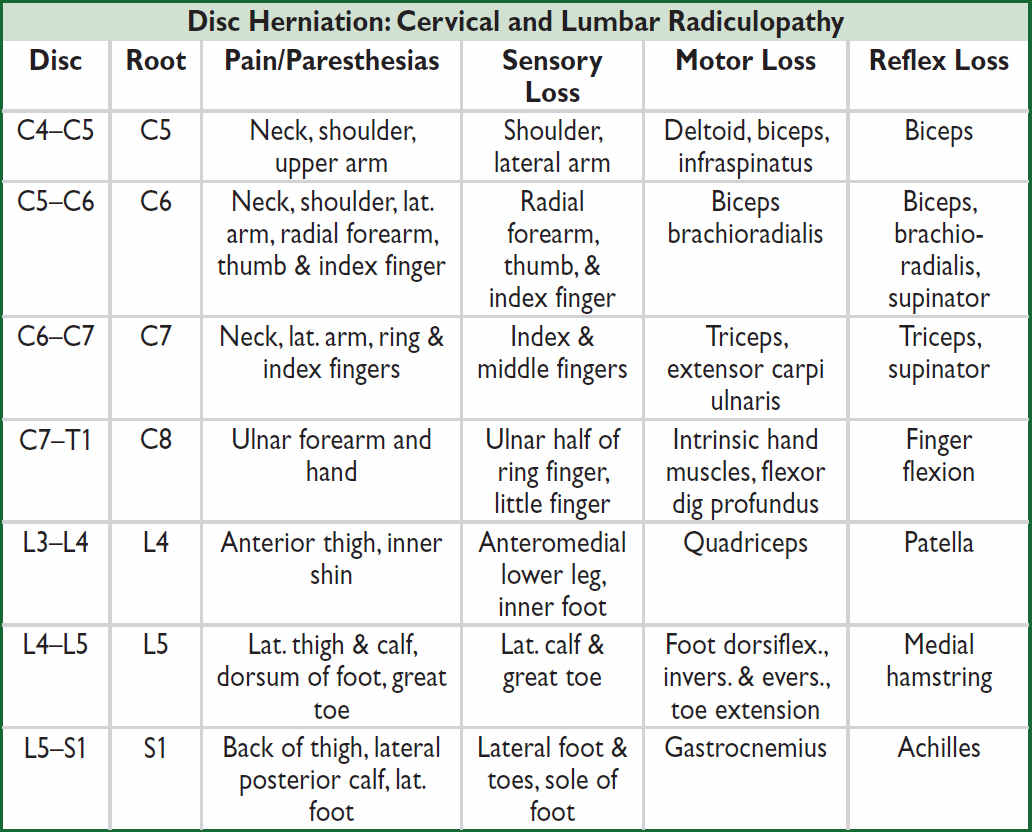 Disc Herniation: Cervical and Lumbar Radiculopathy
Disc Root Pain/Paresthesias Sensory Loss Motor Loss Reflex Loss
C4–C5 C5 Neck, shoulder, upper arm Shoulder, lateral arm Deltoid, biceps, infraspinatus Biceps
C5–C6 C6 Neck, shoulder, lat. arm, radial forearm, thumb & index finger Radial forearm, thumb, & index finger Biceps brachioradialis Biceps, brachio-radialis, supinator
C6–C7 C7 Neck, lat. arm, ring & index fingers Index & middle fingers Triceps, extensor carpi ulnaris Triceps, supinator
C7–T1 C8 Ulnar forearm and hand Ulnar half of ring finger, little finger Intrinsic hand muscles, flexor dig profundus Finger flexion
L3–L4 L4 Anterior thigh, inner shin Anteromedial lower leg, inner foot Quadriceps Patella
L4–L5 L5 Lat. thigh & calf, dorsum of foot, great toe Lat. calf & great toe Foot dorsiflex., invers. & evers., toe extension Medial hamstring
L5–S1 S1 Back of thigh, lateral posterior calf, lat. foot Lateral foot & toes, sole of foot Gastrocnemius Achilles